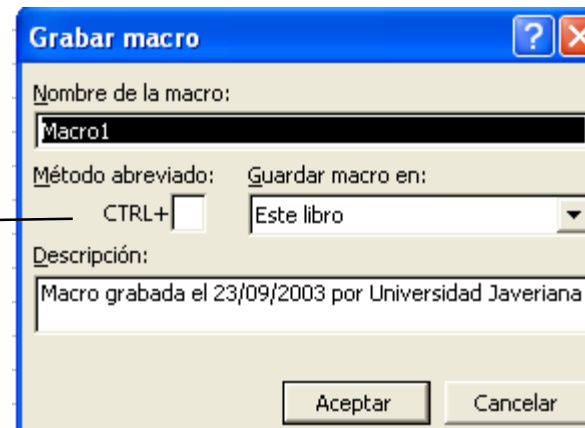 Grabar macro
Nombre de la macro:
Macro1
Método abreviado: Guardar macro en:
CTRL+ Este libro
Descripción:
Macro grabada el 23/09/2003 por Universidad Javeriana
Aceptar Cancelar